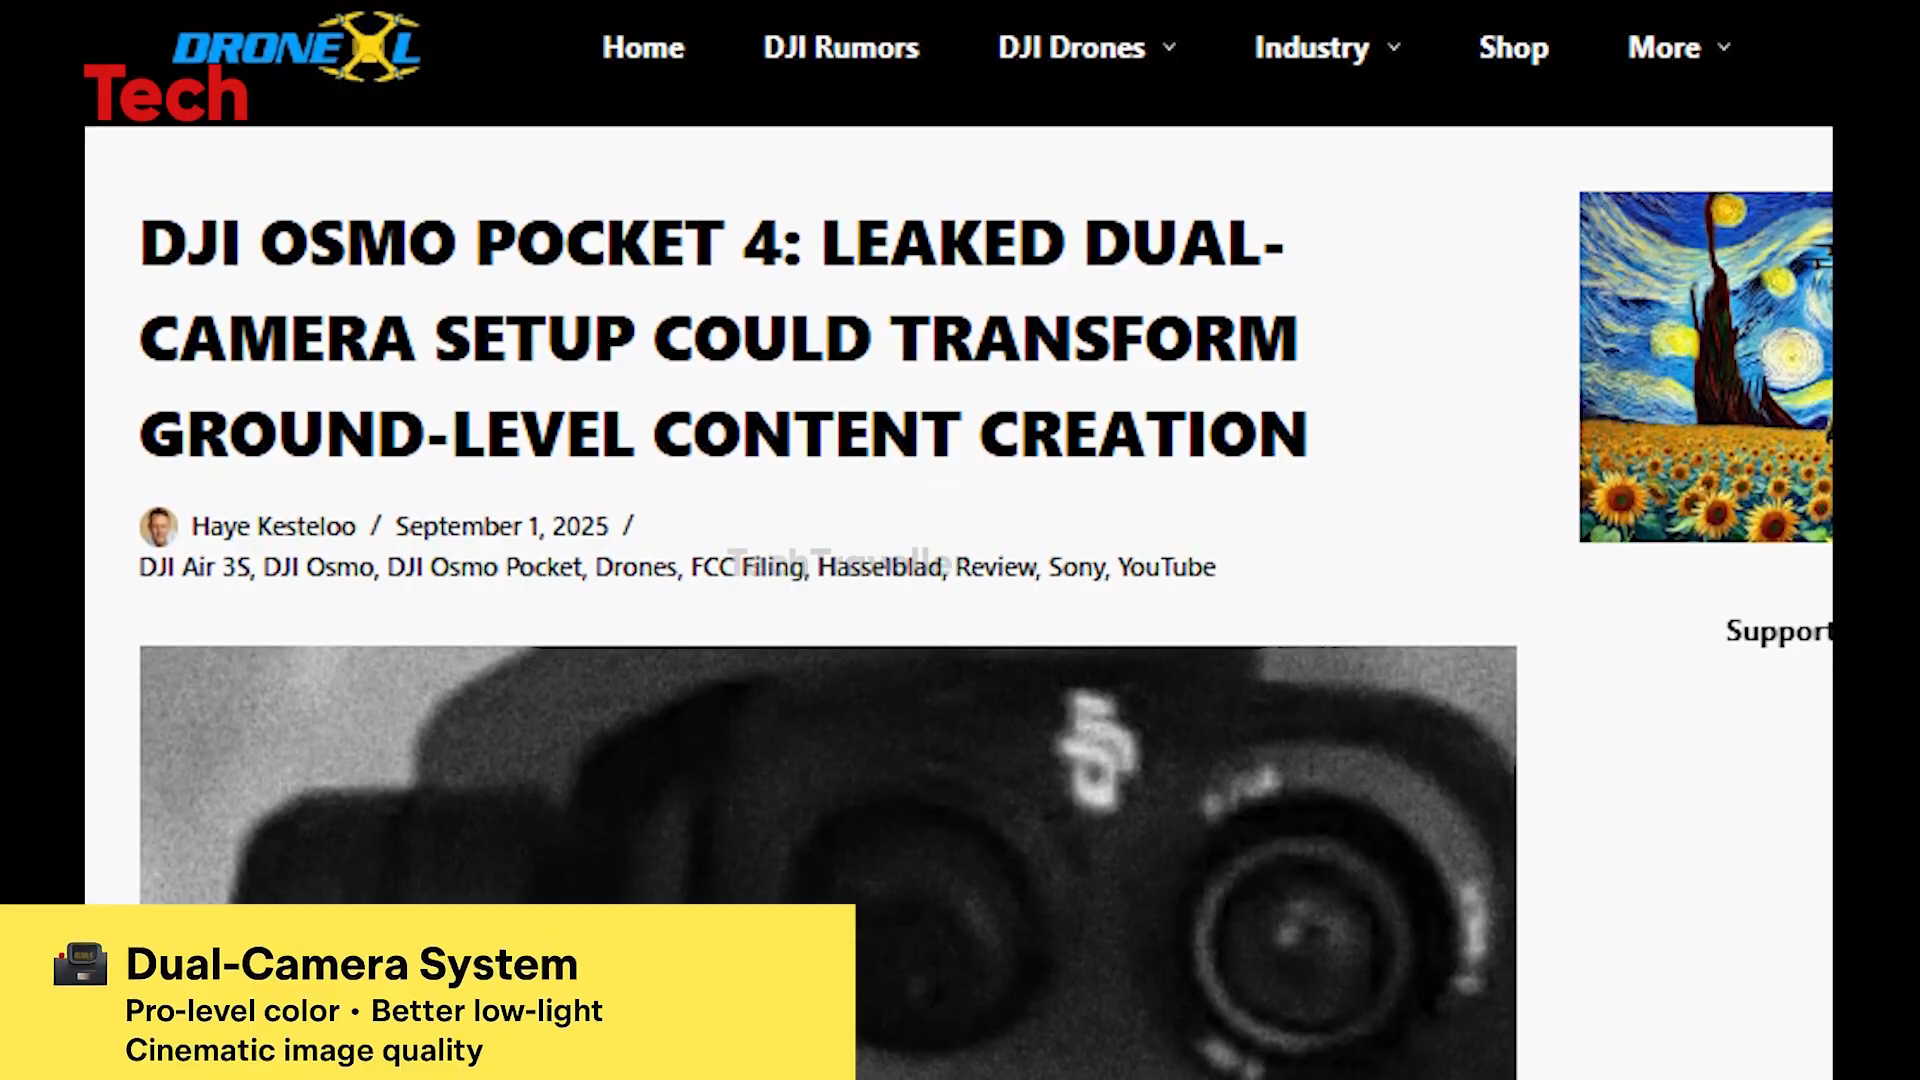 DRONEXL
Home
DJI Rumors
DJI Drones
Industry
Shop
More
Tech
DJI OSMO POCKET 4: LEAKED DUAL-
CAMERA SETUP COULD TRANSFORM
GROUND-LEVEL CONTENT CREATION
Haye Kesteloo / September 1, 2025 /
DJI Air 3S, DJI Osmo, DJI Osmo Pocket, Drones, FCC Filing, Hasselblad, Review, Sony, YouTube
TechTraveller
Support
Dual-Camera System
Pro-level color • Better low-light
Cinematic image quality